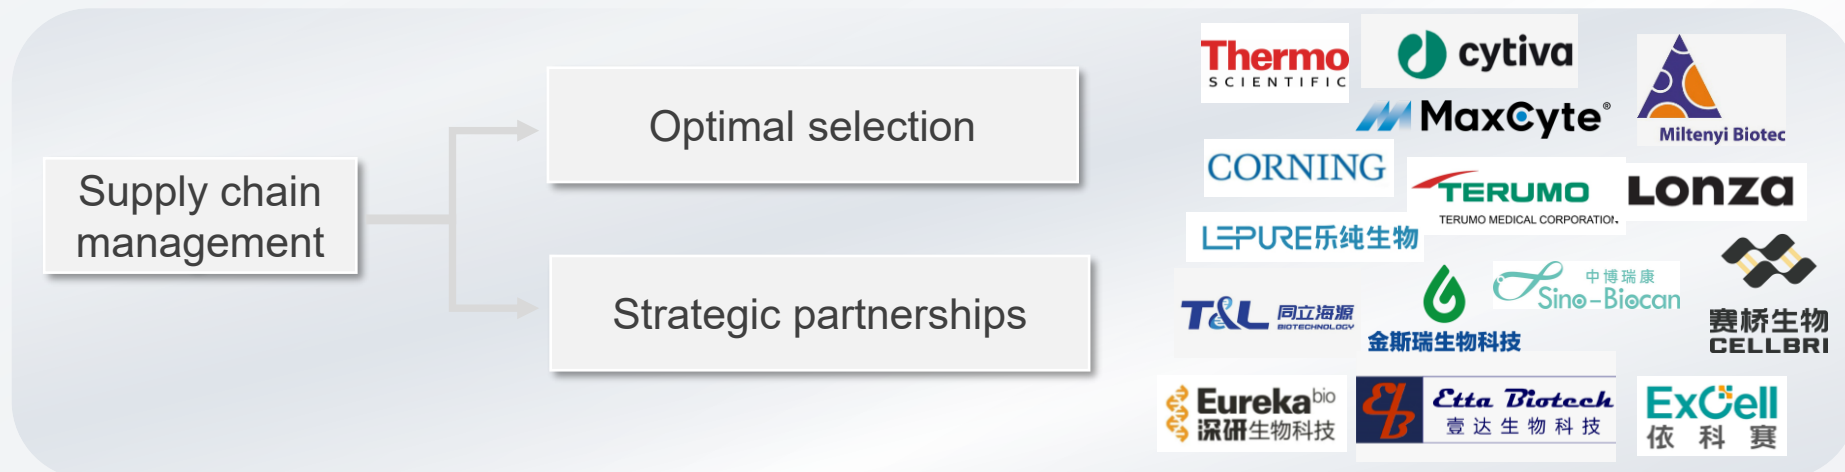 Supply chain
management
Optimal selection
Strategic partnerships
Thermo
SCIENTIFIC
cytiva
MaxCyte®
Miltenyi Biotec
CORNING
TERUMO
TERUMO MEDICAL CORPORATION.
Lonza
LEPURE乐纯生物
T&L 同立海源
BIOTECHNOLOGY
金斯瑞生物科技
中博瑞康
Sino-Biocan
赛桥生物
CELLBRI
Eureka bio
深研生物科技
EB
Etta Biotech
壹达生物科技
ExCell
依科赛